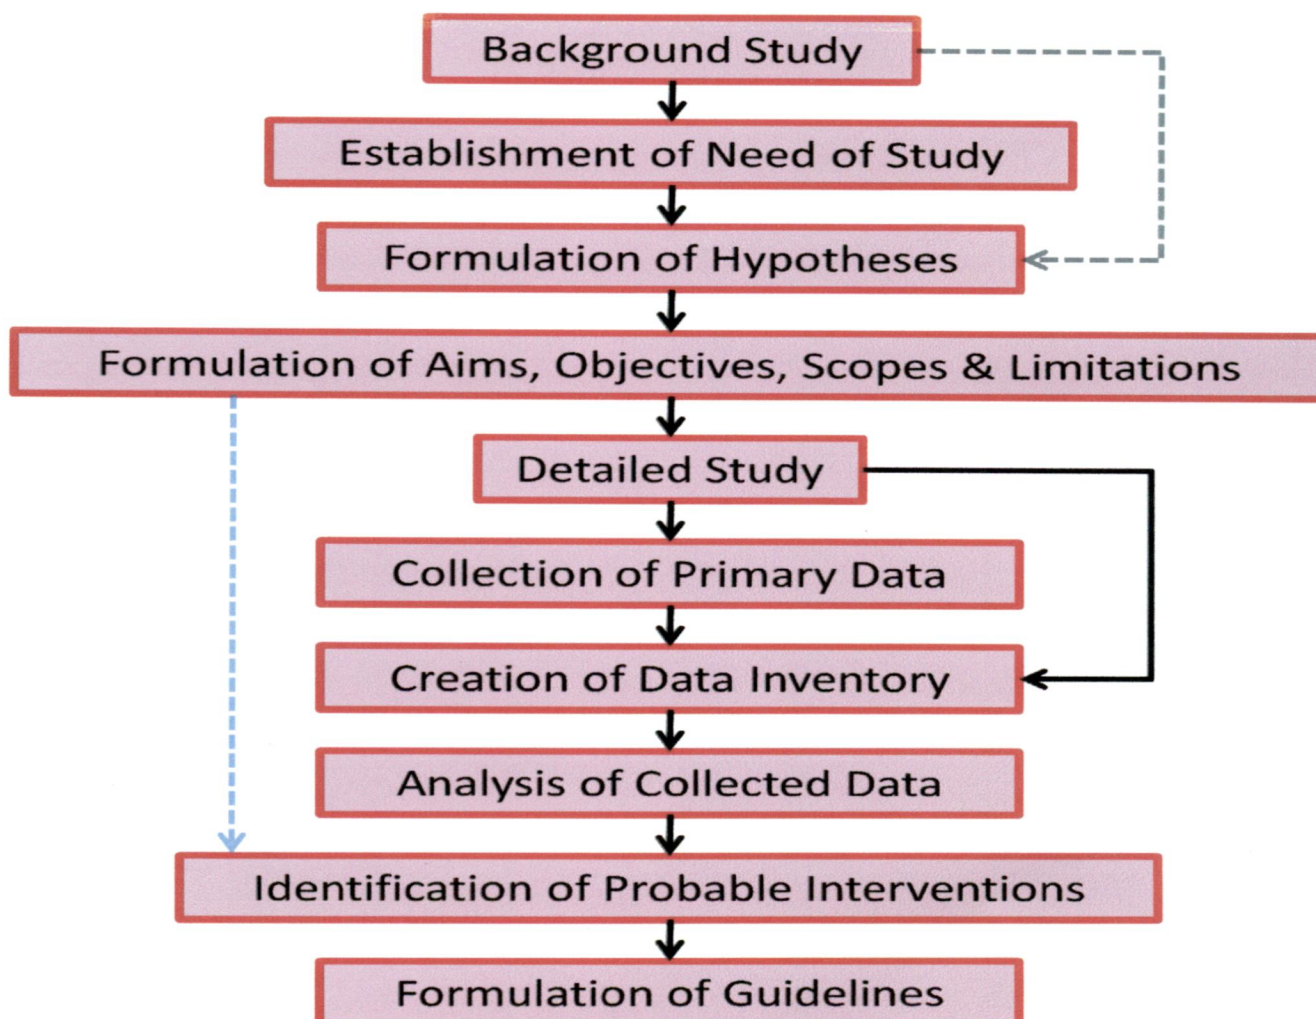 Background Study
Establishment of Need of Study
Formulation of Hypotheses
Formulation of Aims, Objectives, Scopes & Limitations
Detailed Study
Collection of Primary Data
Creation of Data Inventory
Analysis of Collected Data
Identification of Probable Interventions
Formulation of Guidelines